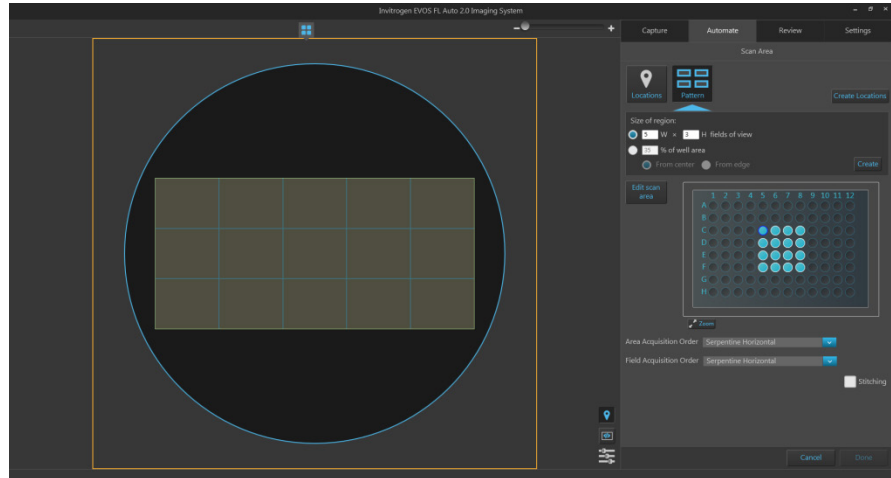 Invitrogen EVOS FL Auto 2.0 Imaging System
Capture Automate Review Settings
Scan Area
Locations Pattern
Create Locations
Size of region:
5 W × 3 H fields of view
35 % of well area
From center From edge
Create
Edit scan
area
1 2 3 4 5 6 7 8 9 10 11 12
A
B
C
D
E
F
G
H
Zoom
Area Acquisition Order Serpentine Horizontal
Field Acquisition Order Serpentine Horizontal
Stitching
Cancel Done